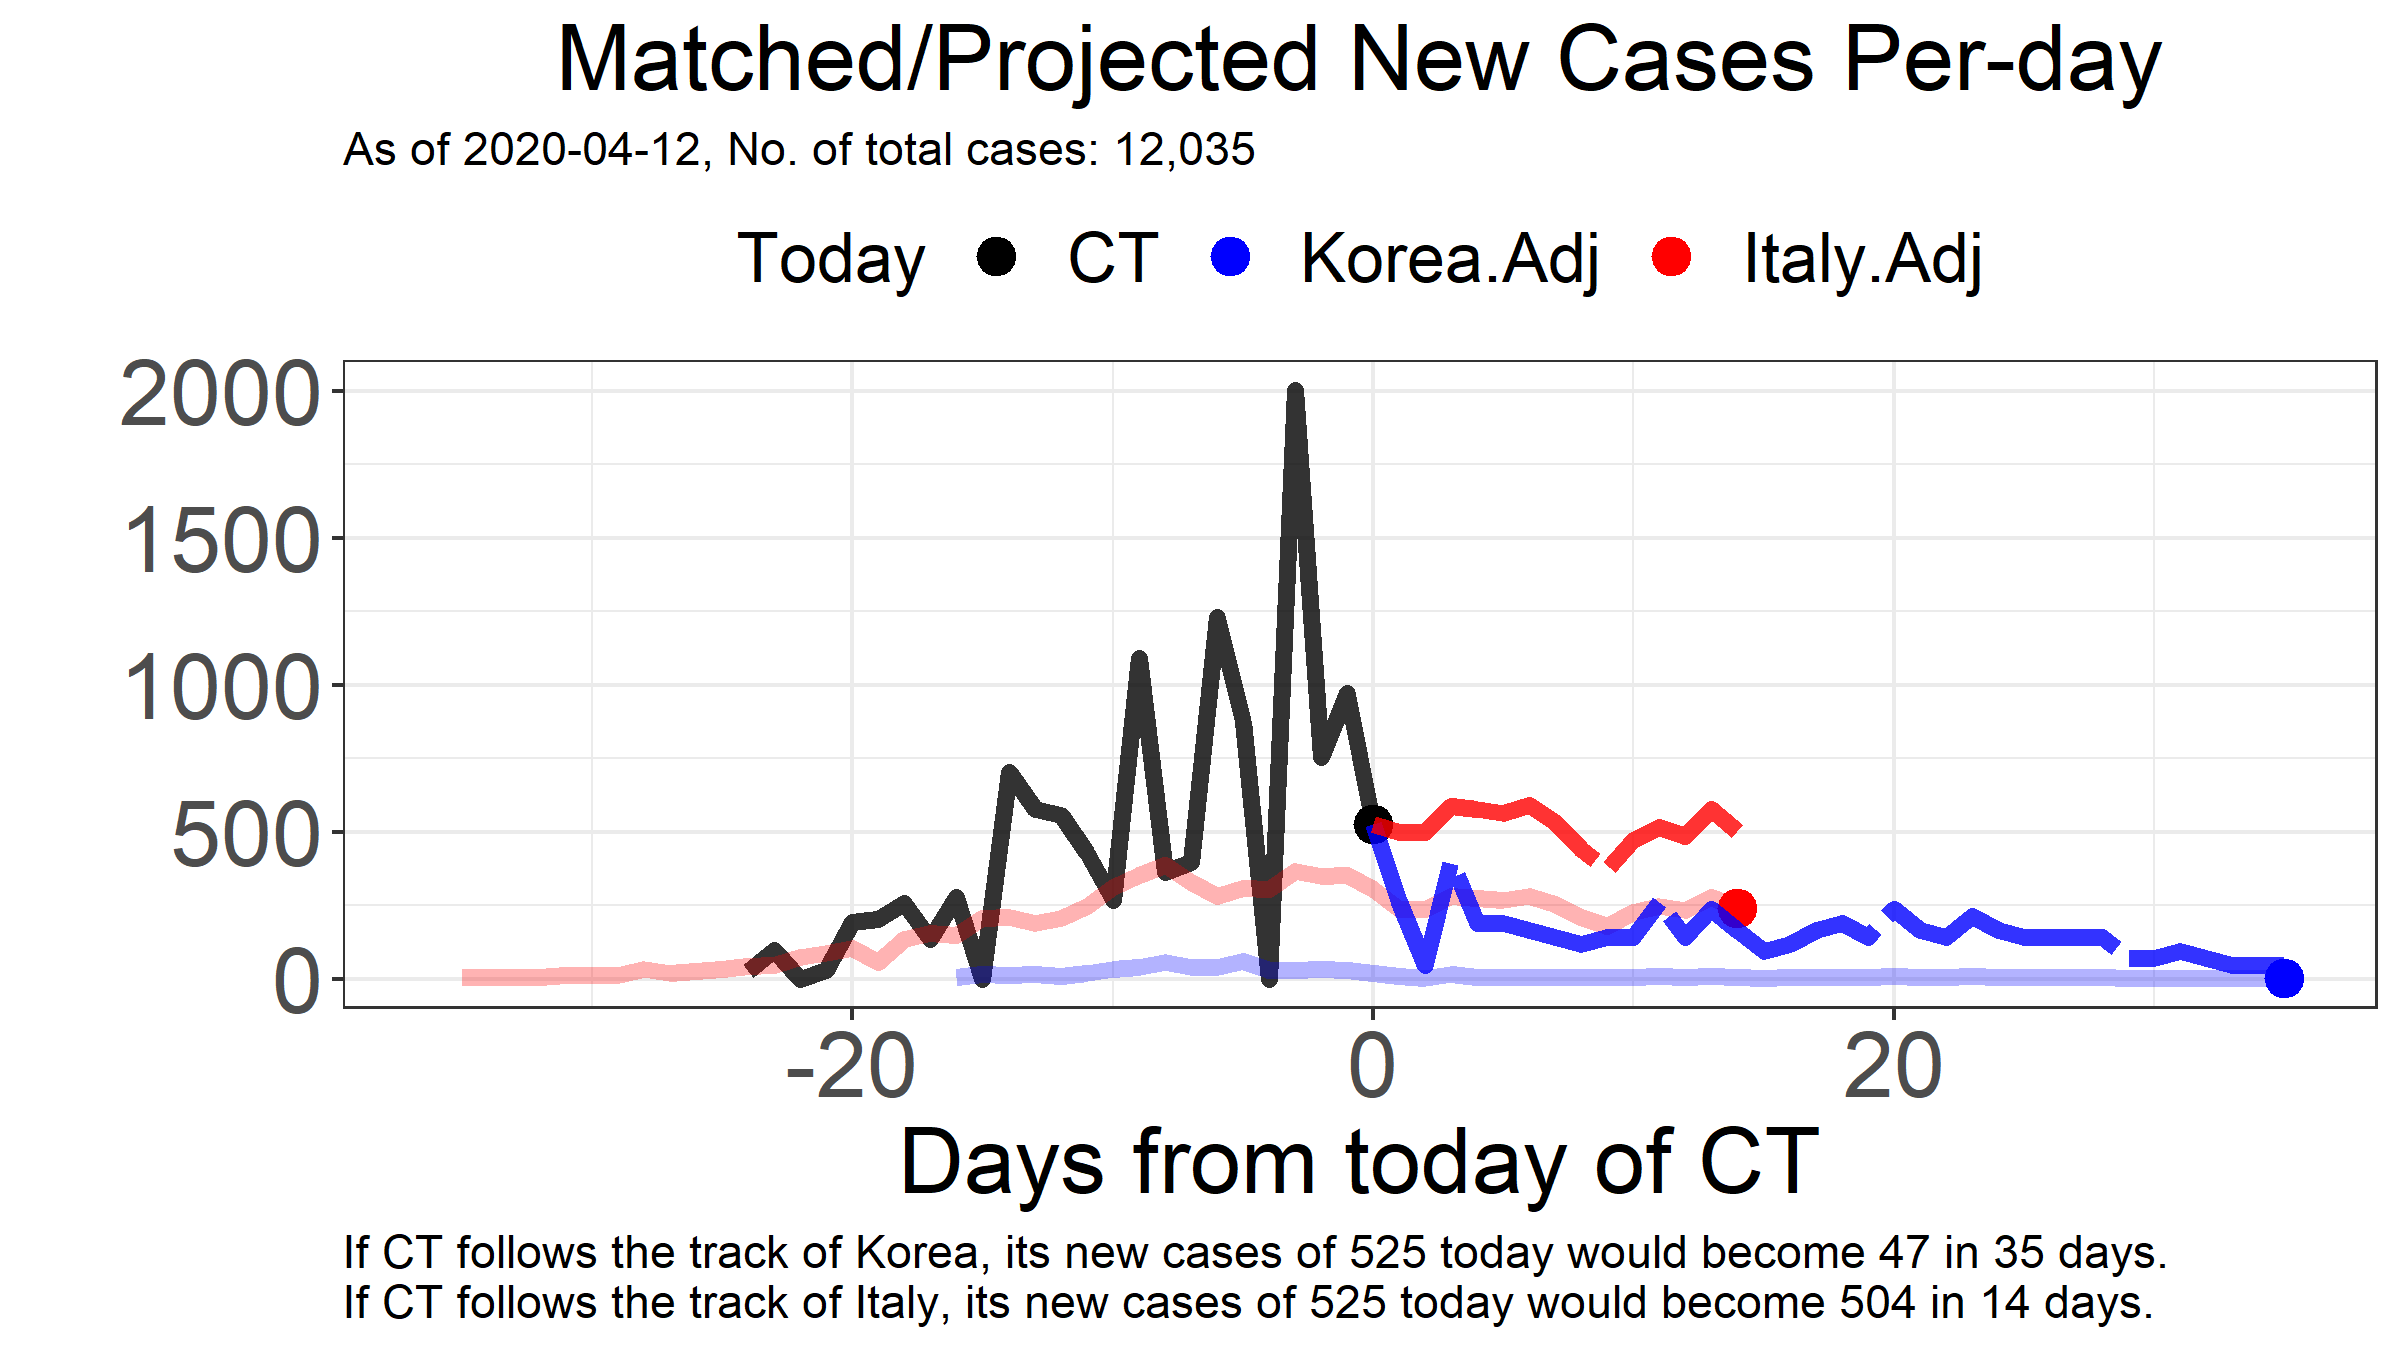 Matched/Projected New Cases Per-day
As of 2020-04-12, No. of total cases: 12,035
Today CT Korea.Adj Italy.Adj
2000
1500
1000
500
0
-20 0 20
Days from today of CT
If CT follows the track of Korea, its new cases of 525 today would become 47 in 35 days.
If CT follows the track of Italy, its new cases of 525 today would become 504 in 14 days.